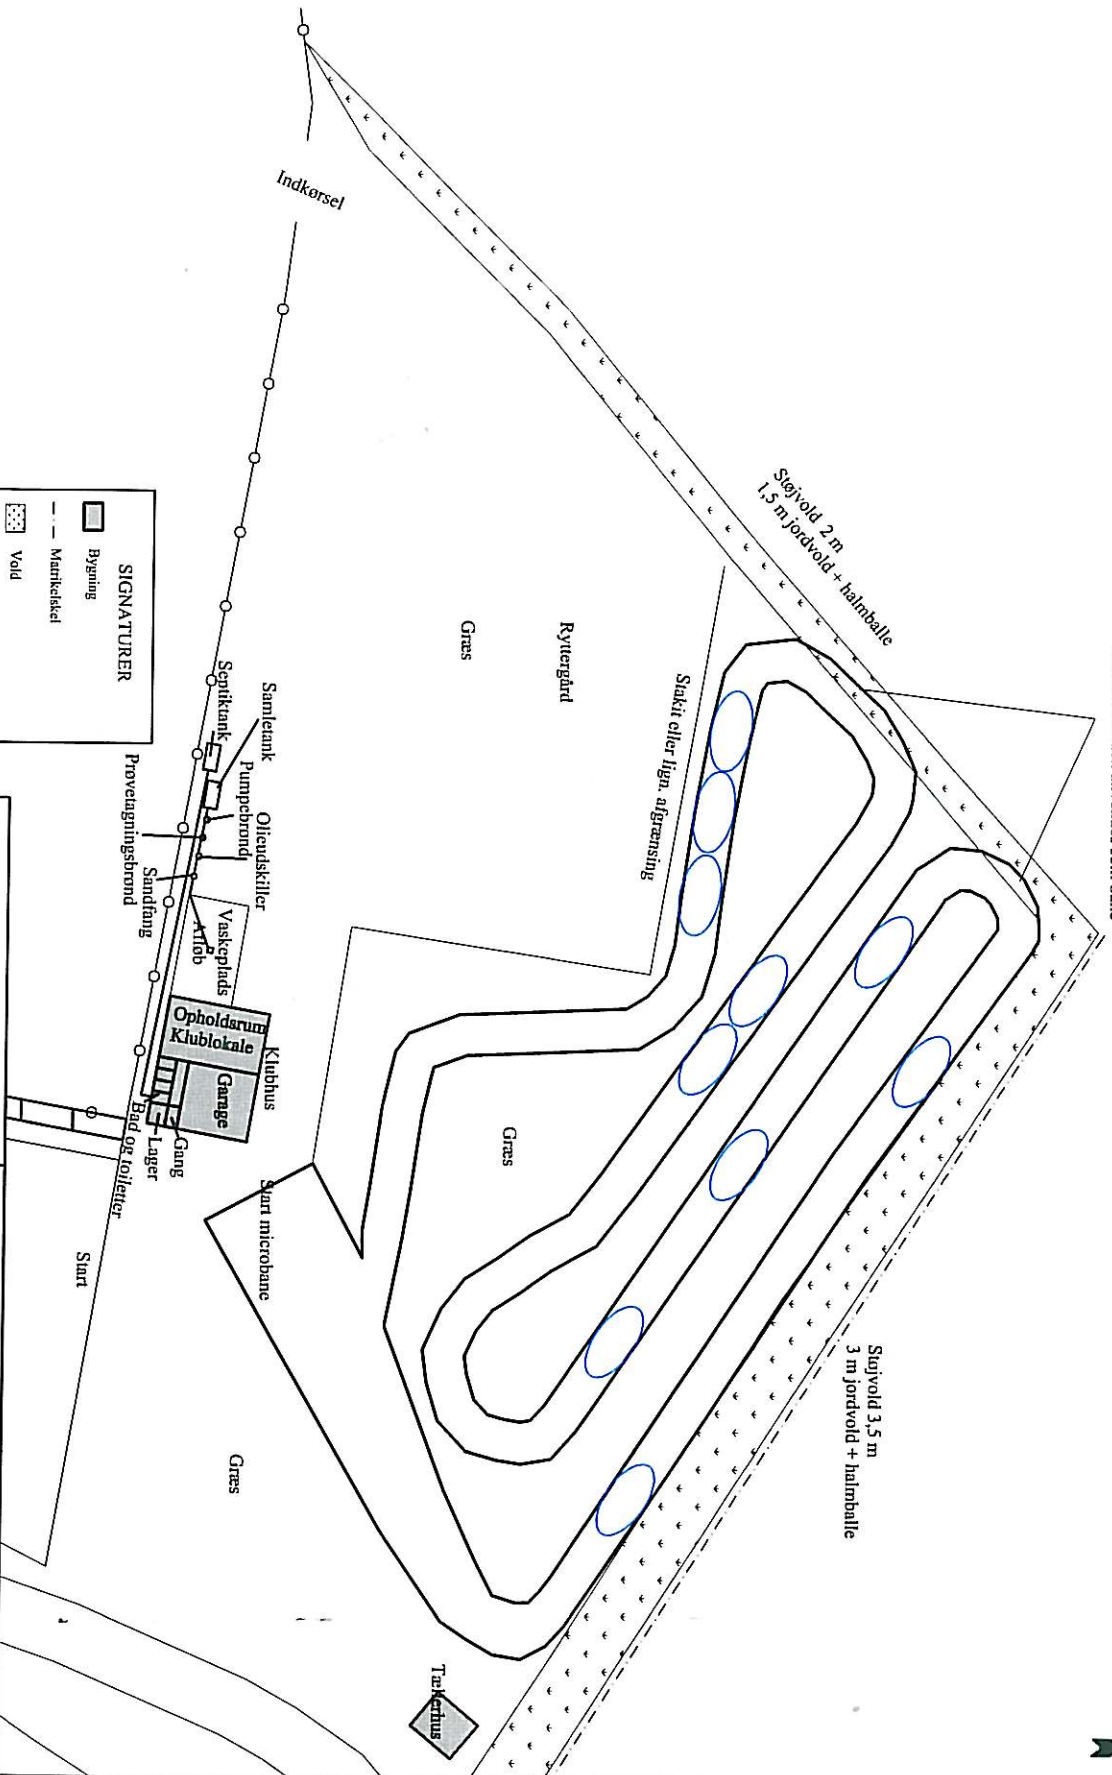 Indkørsel
Støjvold 2 m
1,5 m jordvold + halmballe
Ryttergård
Græs
Stakit eller lign. afgrænsing
SIGNATURER
Bygning
Matrikelskel
Vold
Septiktank
Samletank
Pumpebrønd
Olieudskiller
Prøvetagningsbrønd
Sandfang
Vaskeplads
Afløb
Klubhus
Opholdsrum
Klublokale
Garage
Gang
Lager
Bad og toiletter
Græs
Start microbane
Start
Støjvold 3,5 m
3 m jordvold + halmballe
Græs
Tækerhus